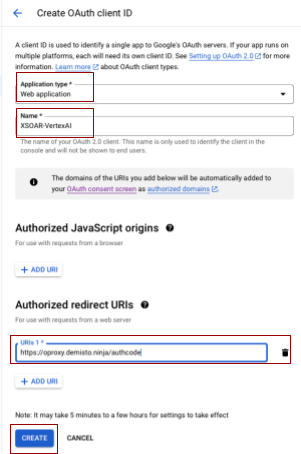 Create OAuth client ID
A client ID is used to identify a single app to Google's OAuth servers. If your app runs on
multiple platforms, each will need its own client ID. See Setting up OAuth 2.0 for more
information. Learn more about OAuth client types.
Application type *
Web application
Name *
XSOAR-VertexAI
The name of your OAuth 2.0 client. This name is only used to identify the client in the
console and will not be shown to end users.
The domains of the URIs you add below will be automatically added to
your OAuth consent screen as authorized domains.
Authorized JavaScript origins
For use with requests from a browser
+ ADD URI
Authorized redirect URIs
For use with requests from a web server
URIs 1 *
https://oproxy.demisto.ninja/authcode
+ ADD URI
Note: It may take 5 minutes to a few hours for settings to take effect
CREATE CANCEL